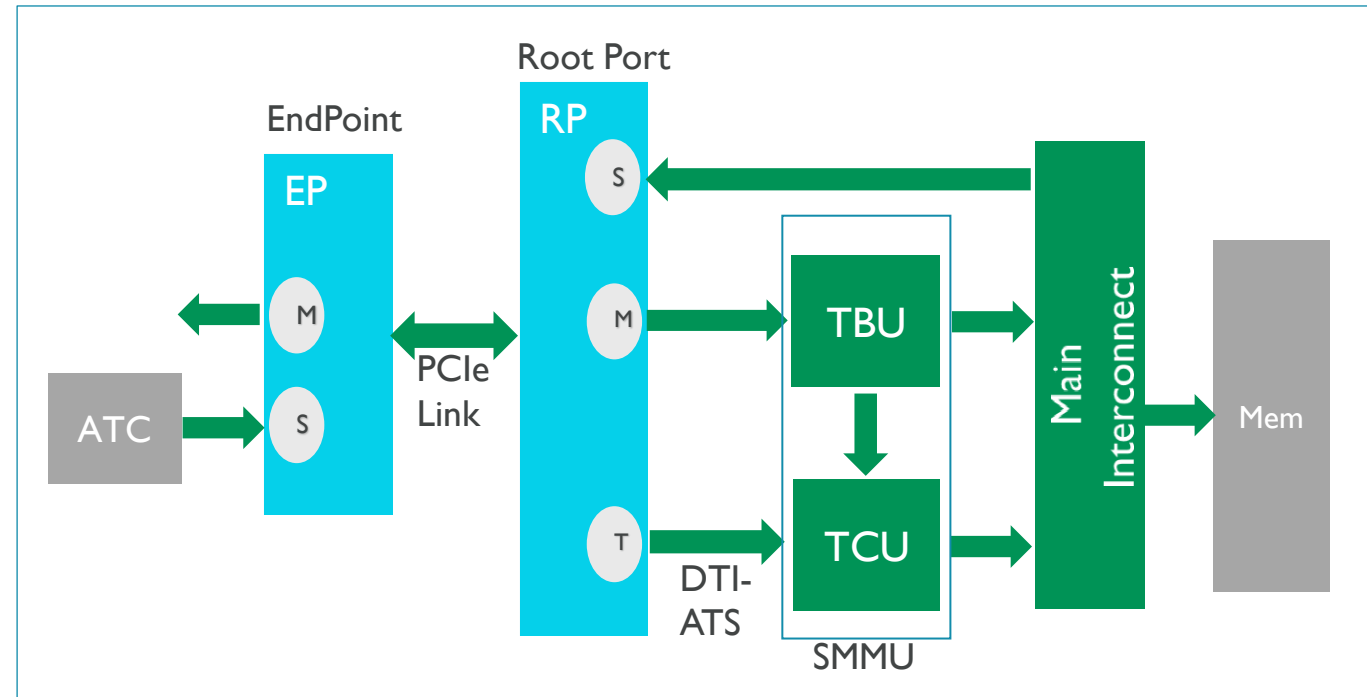 Root Port
EndPoint
RP
S
EP
M
M
TBU
PCIe
Link
Main
Interconnect
Mem
ATC
S
T
TCU
DTI-
ATS
SMMU